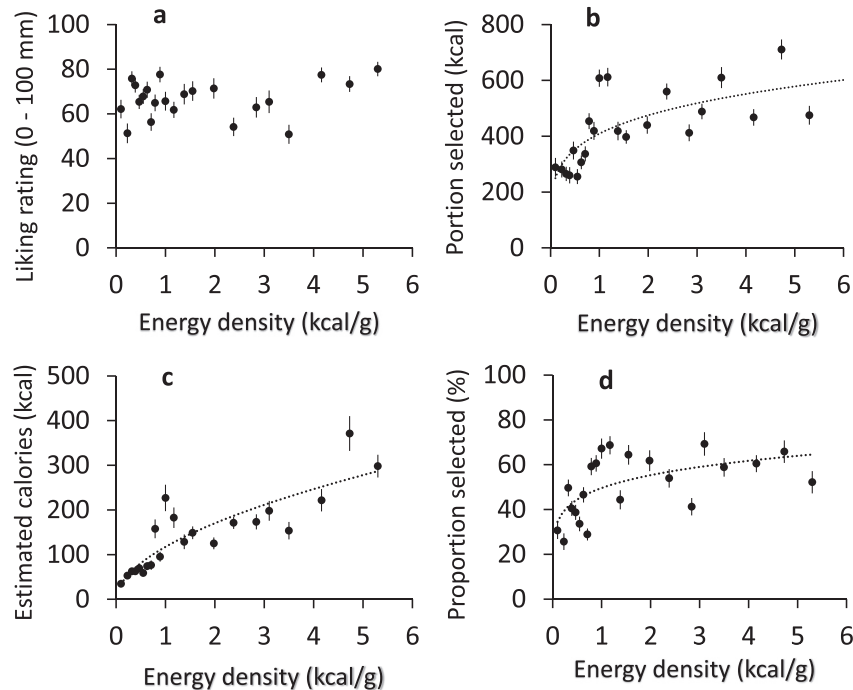 a
100
80
60
40
20
0
Liking rating (0 - 100 mm)
0 1 2 3 4 5 6
Energy density (kcal/g)
b
800
600
400
200
0
Portion selected (kcal)
0 1 2 3 4 5 6
Energy density (kcal/g)
c
500
400
300
200
100
0
Estimated calories (kcal)
0 1 2 3 4 5 6
Energy density (kcal/g)
d
100
80
60
40
20
0
Proportion selected (%)
0 1 2 3 4 5 6
Energy density (kcal/g)